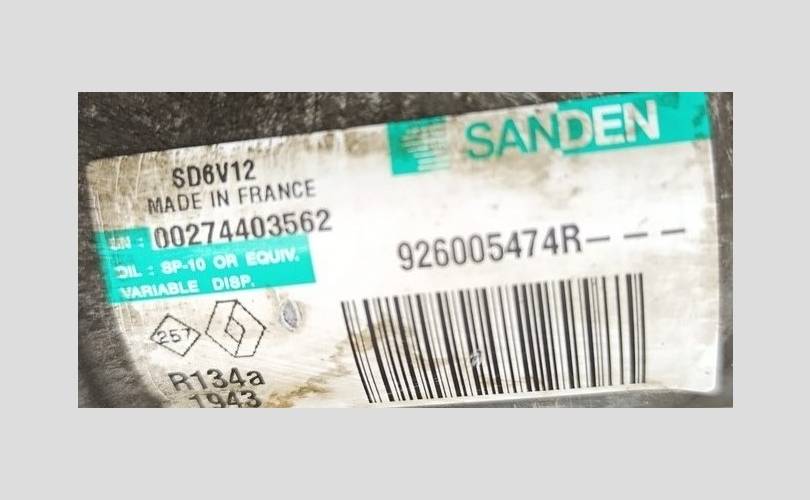 SANDEN
SD6V12
MADE IN FRANCE
SN : 00274403562
OIL : SP-10 OR EQUIV.
VARIABLE DISP.
926005474R---
257
R134a
1943